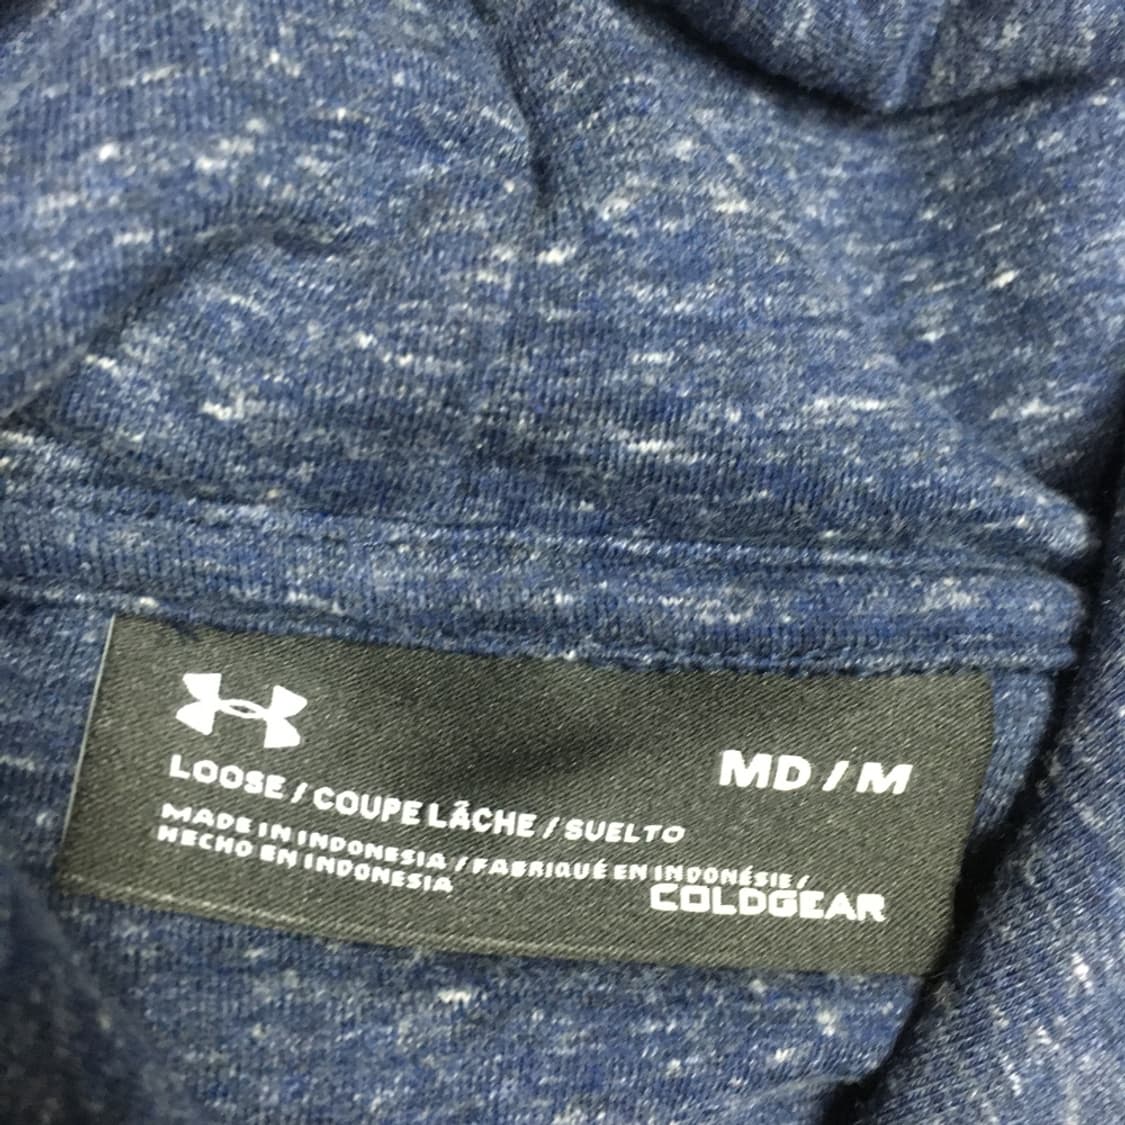 MD / M
LOOSE / COUPE LÂCHE / SUELTO
MADE IN INDONESIA / FABRIQUÉ EN INDONÉSIE /
HECHO EN INDONESIA
COLDGEAR